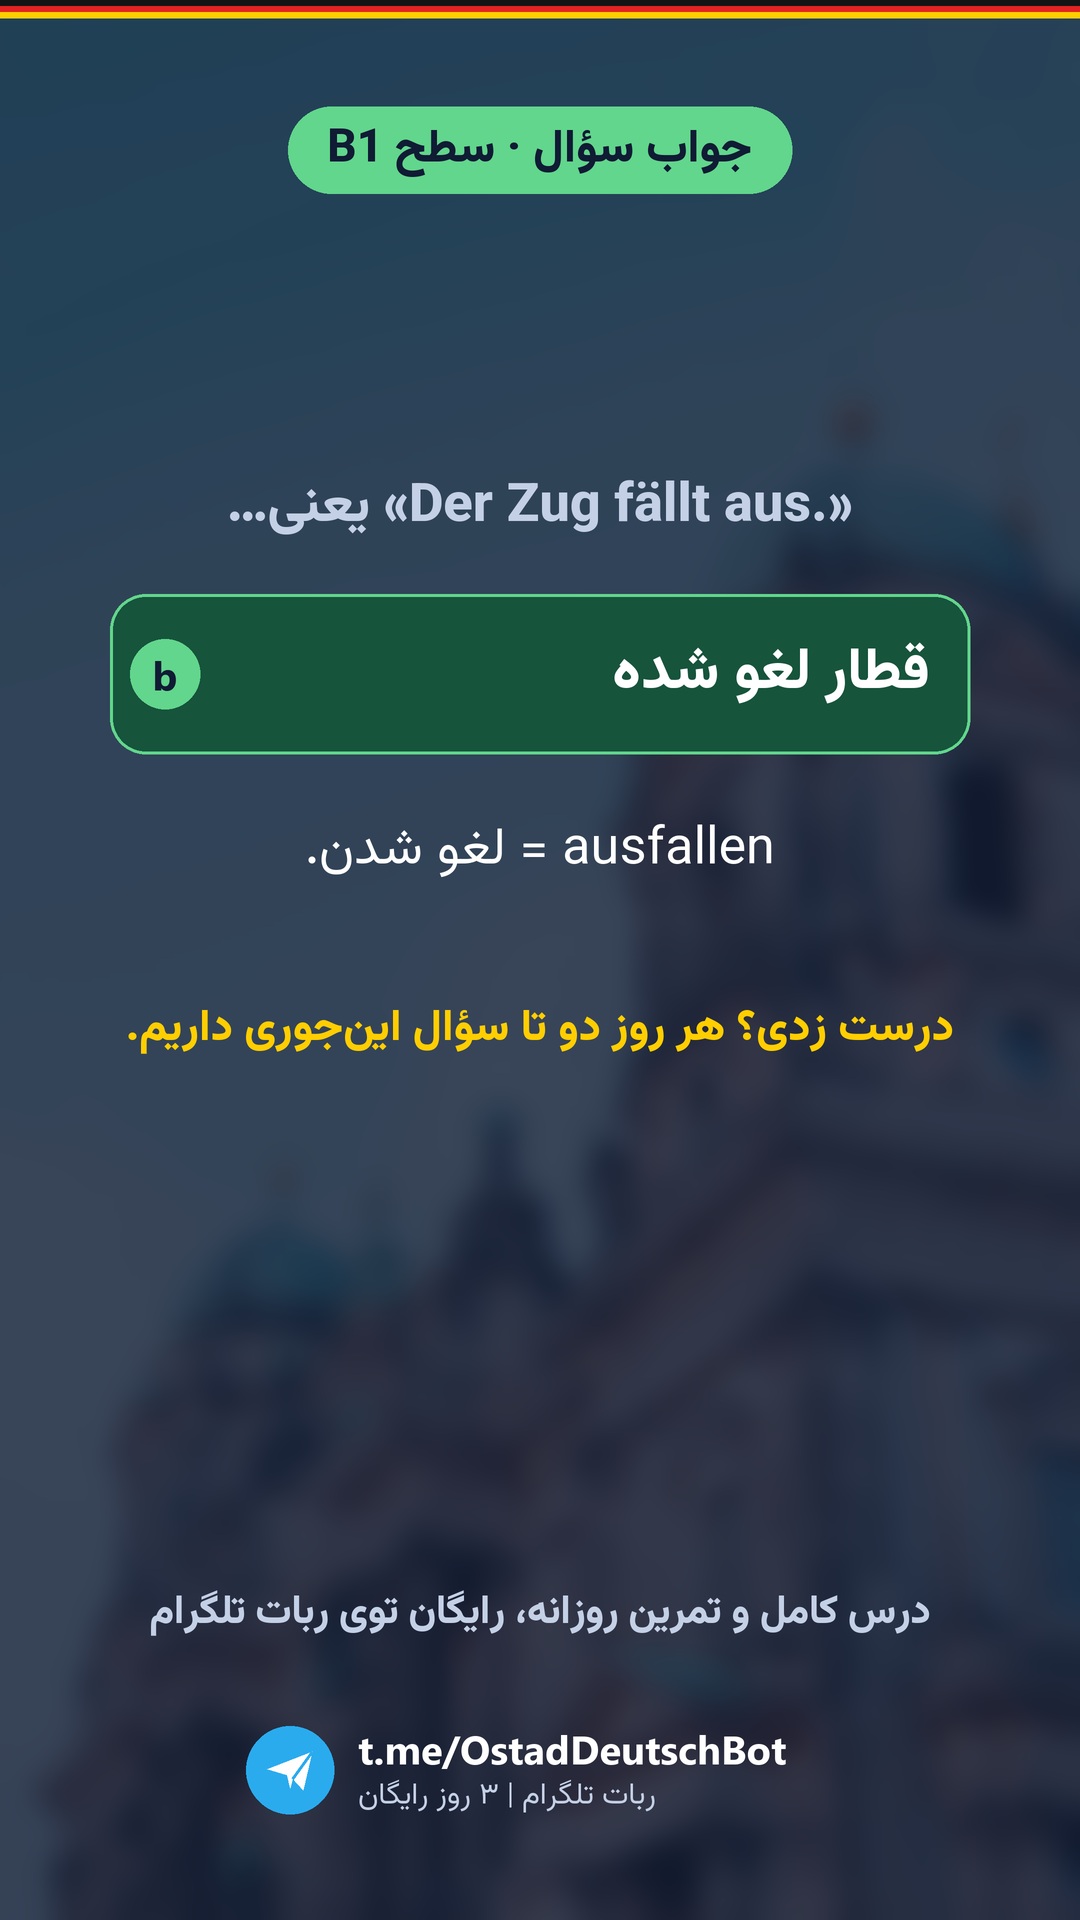 جواب سؤال · سطح B1
«Der Zug fällt aus.» یعنی...
قطار لغو شده
b
ausfallen = لغو شدن.
درست زدی؟ هر روز دو تا سؤال این‌جوری داریم.
درس کامل و تمرین روزانه، رایگان توی ربات تلگرام
t.me/OstadDeutschBot
ربات تلگرام | ۳ روز رایگان